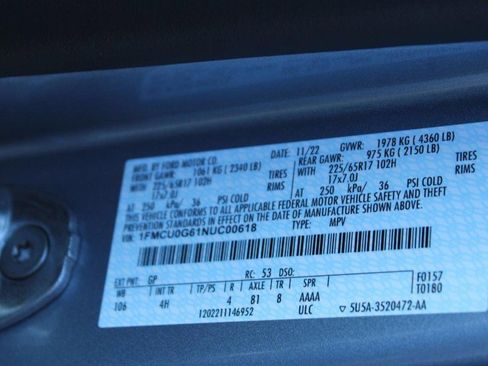 MFD. BY FORD MOTOR CO. 11/22 GVWR: 1978 KG (4360 LB)
FRONT GAWR: 1061 KG (2340 LB) REAR GAWR: 975 KG (2150 LB)
WITH 225/65R17 102H TIRES WITH 225/65R17 102H TIRES
17x7.0J RIMS 17x7.0J RIMS
AT 250 kPa/ 36 PSI COLD AT 250 kPa/ 36 PSI COLD
THIS VEHICLE CONFORMS TO ALL APPLICABLE FEDERAL MOTOR VEHICLE SAFETY AND THEFT
PREVENTION STANDARDS IN EFFECT ON THE DATE OF MANUFACTURE SHOWN ABOVE.
VIN: 1FMCU0G61NUC00618 TYPE: MPV
EXT PNT: GP RC: 53 DSO: F0157
WB INT TR TP/PS R AXLE TR SPR T0180
106 4H 4 81 8 AAAA
1202211146952 ULC 5U5A-3520472-AA